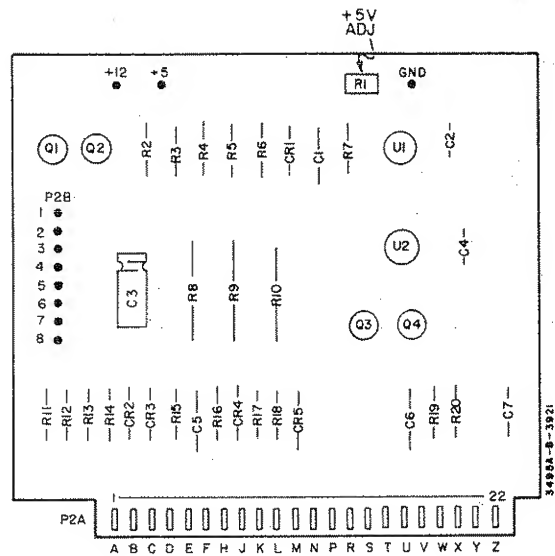 +5V
ADJ
+12 +5 R1 GND
Q1 Q2 R2 R3 R4 R5 R6 CR1 C1 R7 U1 C2
P2B
1
2
3
4
5
6
7
8
C3 R8 R9 R10 U2 C4
Q3 Q4
R11 R12 R13 R14 CR2 CR3 R15 C5 R16 CR4 R17 R18 CR5 C6 R19 R20 C7
3495A-B-3921
1 22
P2A
A B C D E F H J K L M N P R S T U V W X Y Z